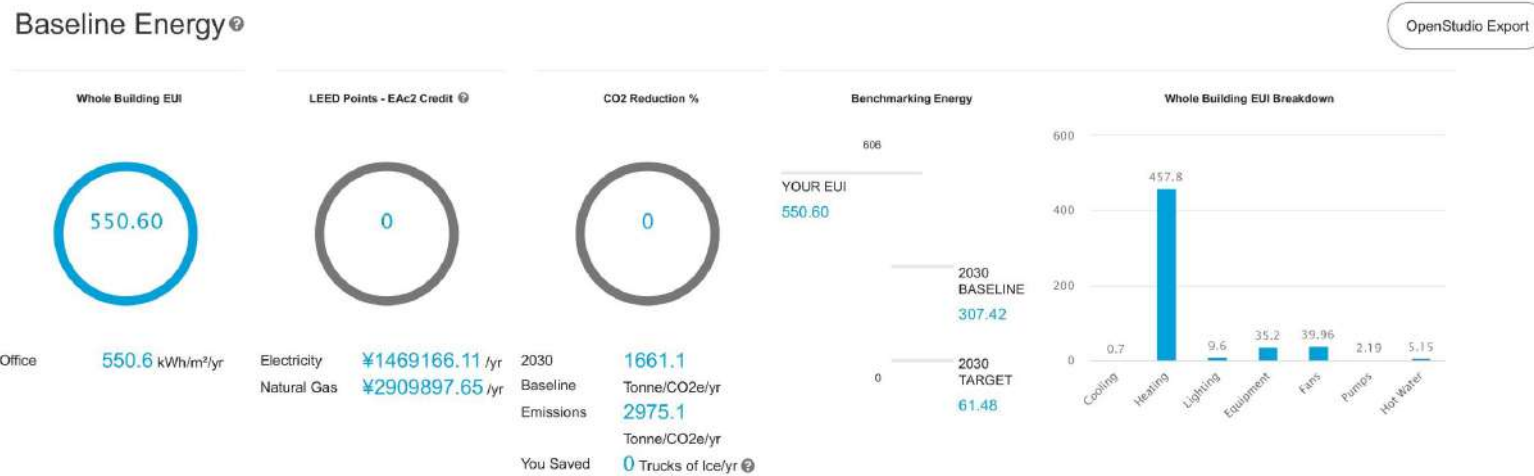 Baseline Energy
OpenStudio Export
Whole Building EUI
550.60
Office 550.6 kWh/m²/yr
LEED Points - EAc2 Credit
0
Electricity ¥1469166.11 /yr
Natural Gas ¥2909897.65 /yr
CO2 Reduction %
0
2030 1661.1
Baseline Tonne/CO2e/yr
Emissions 2975.1
Tonne/CO2e/yr
You Saved 0 Trucks of Ice/yr
Benchmarking Energy
606
YOUR EUI
550.60
2030
BASELINE
307.42
2030
TARGET
61.48
0
Whole Building EUI Breakdown
600
400
200
0
0.7
457.8
9.6
35.2
39.96
2.19
5.15
Cooling
Heating
Lighting
Equipment
Fans
Pumps
Hot Water